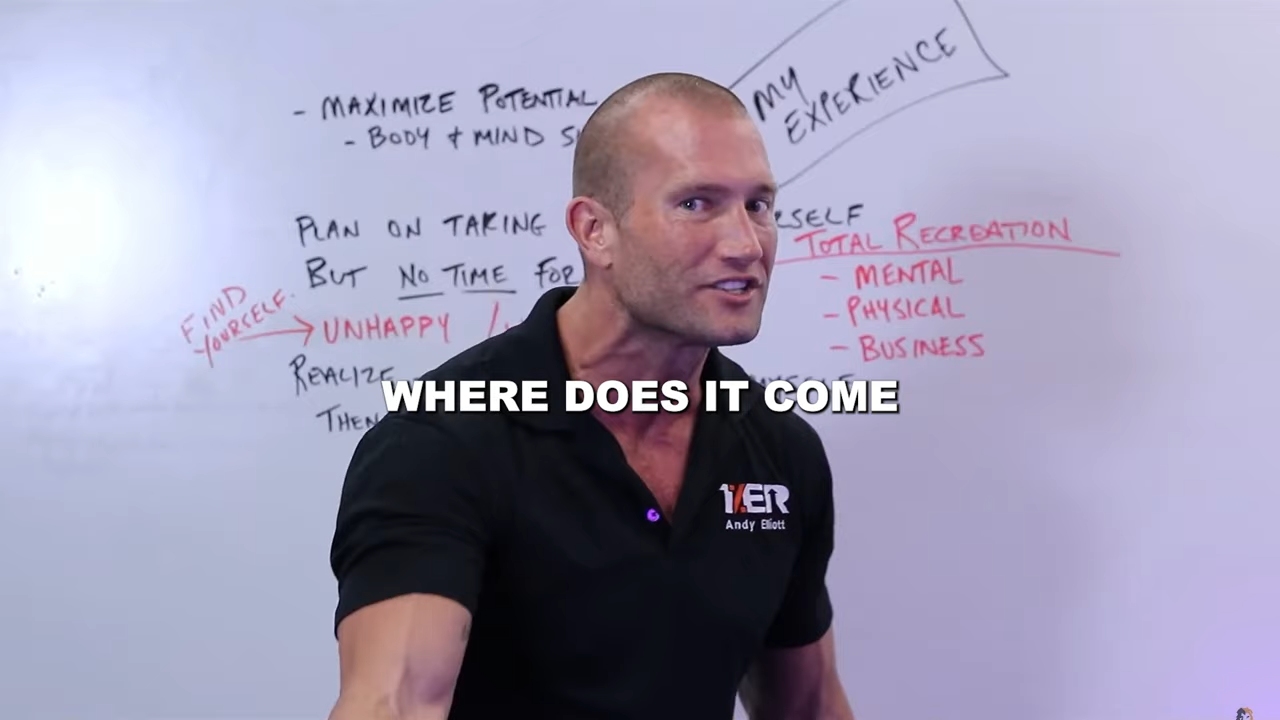 - MAXIMIZE POTENTIAL
- BODY & MIND
MY
EXPERIENCE
PLAN ON TAKING
BUT NO TIME FOR
FIND
YOURSELF.
UNHAPPY
REALIZE
THEN
TOTAL RECREATION
- MENTAL
- PHYSICAL
- BUSINESS
WHERE DOES IT COME
1%ER
Andy Elliott